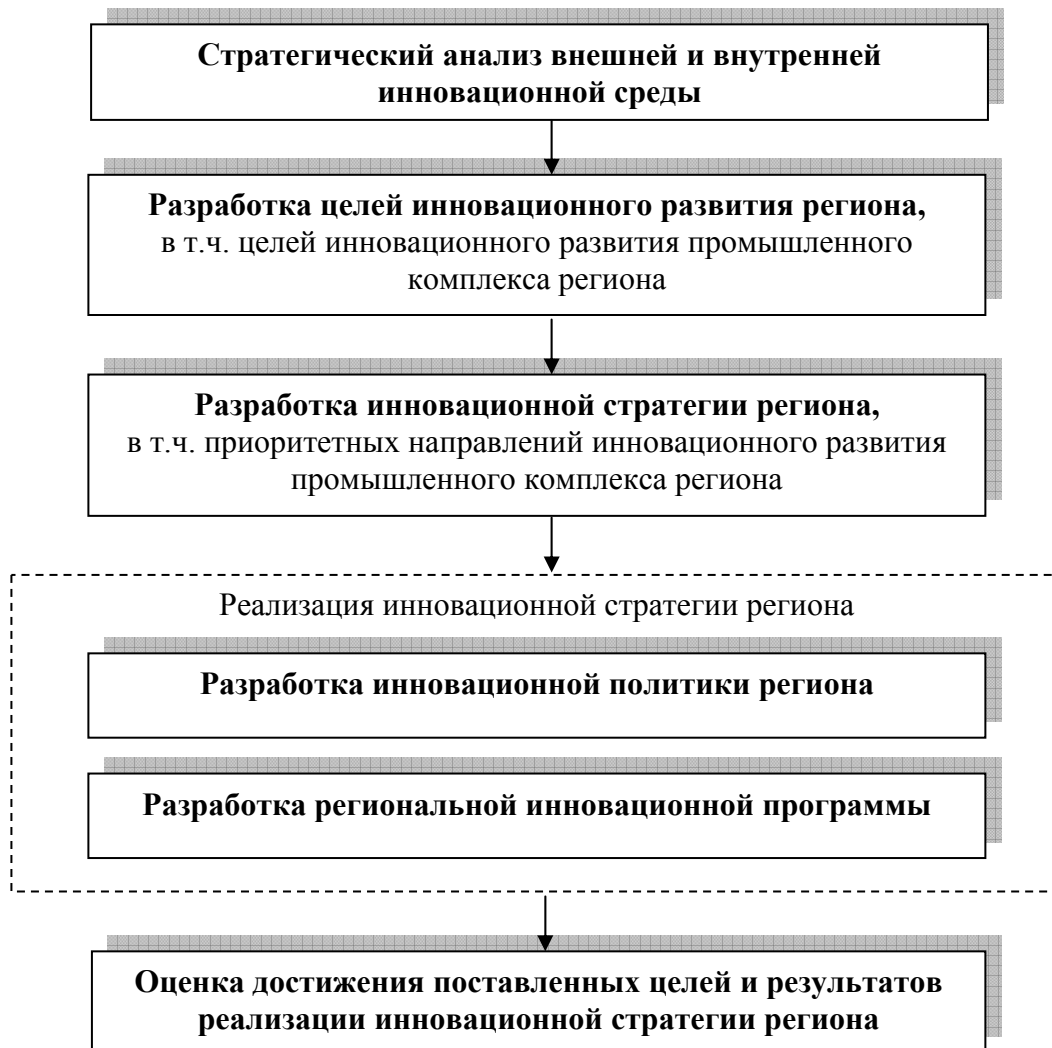 Стратегический анализ внешней и внутренней
инновационной среды
Разработка целей инновационного развития региона,
в т.ч. целей инновационного развития промышленного
комплекса региона
Разработка инновационной стратегии региона,
в т.ч. приоритетных направлений инновационного развития
промышленного комплекса региона
Реализация инновационной стратегии региона
Разработка инновационной политики региона
Разработка региональной инновационной программы
Оценка достижения поставленных целей и результатов
реализации инновационной стратегии региона